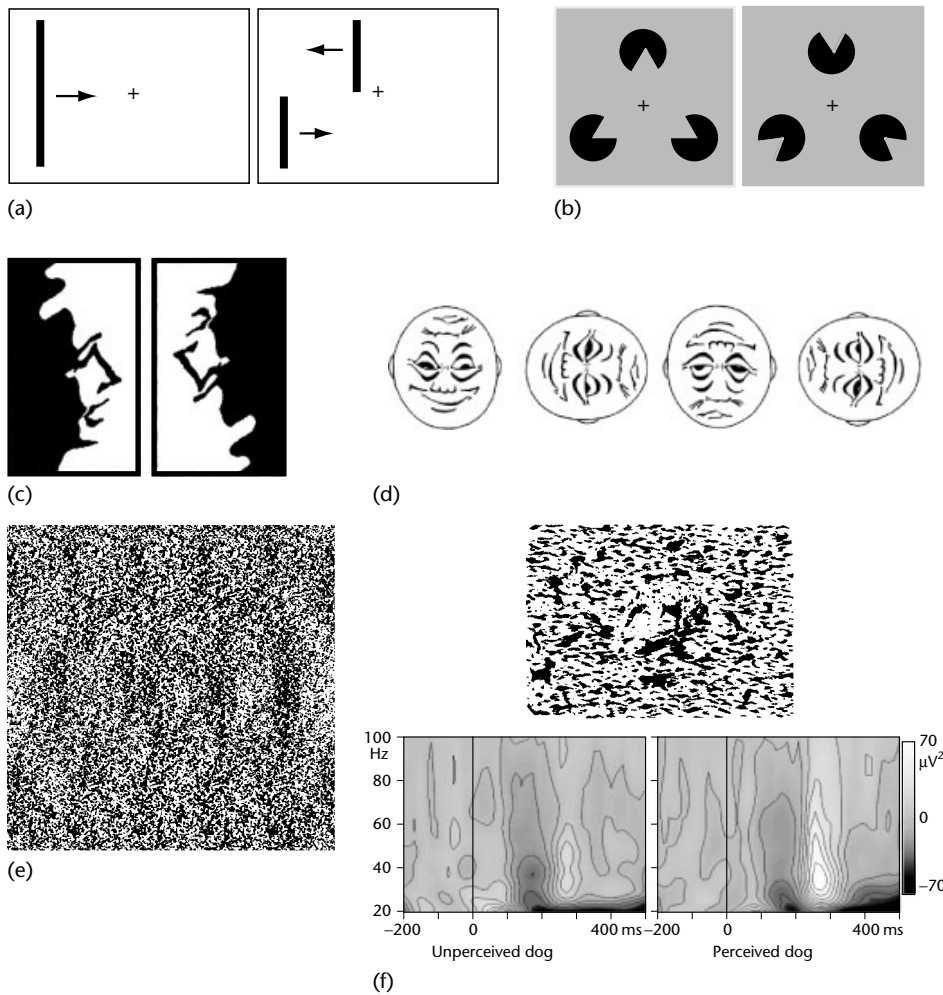 +
+
(a)
+
+
(b)
(c)
(d)
(e)
100
Hz
80
60
40
20
−200
0
400 ms
Unperceived dog
−200
0
400 ms
Perceived dog
70
μV²
0
−70
(f)